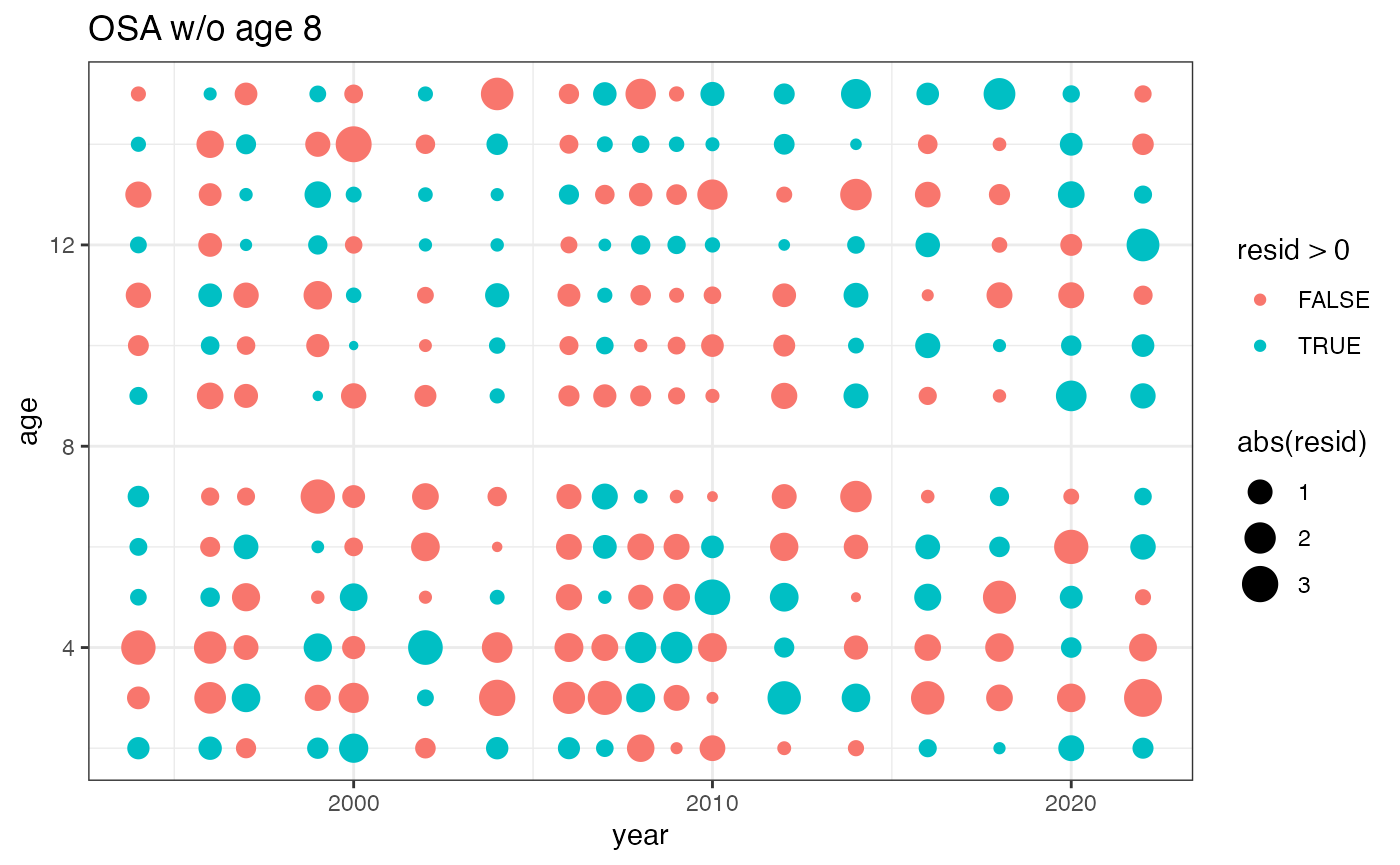 OSA w/o age 8
age
12
8
4
2000
2010
2020
year
resid > 0
FALSE
TRUE
abs(resid)
1
2
3